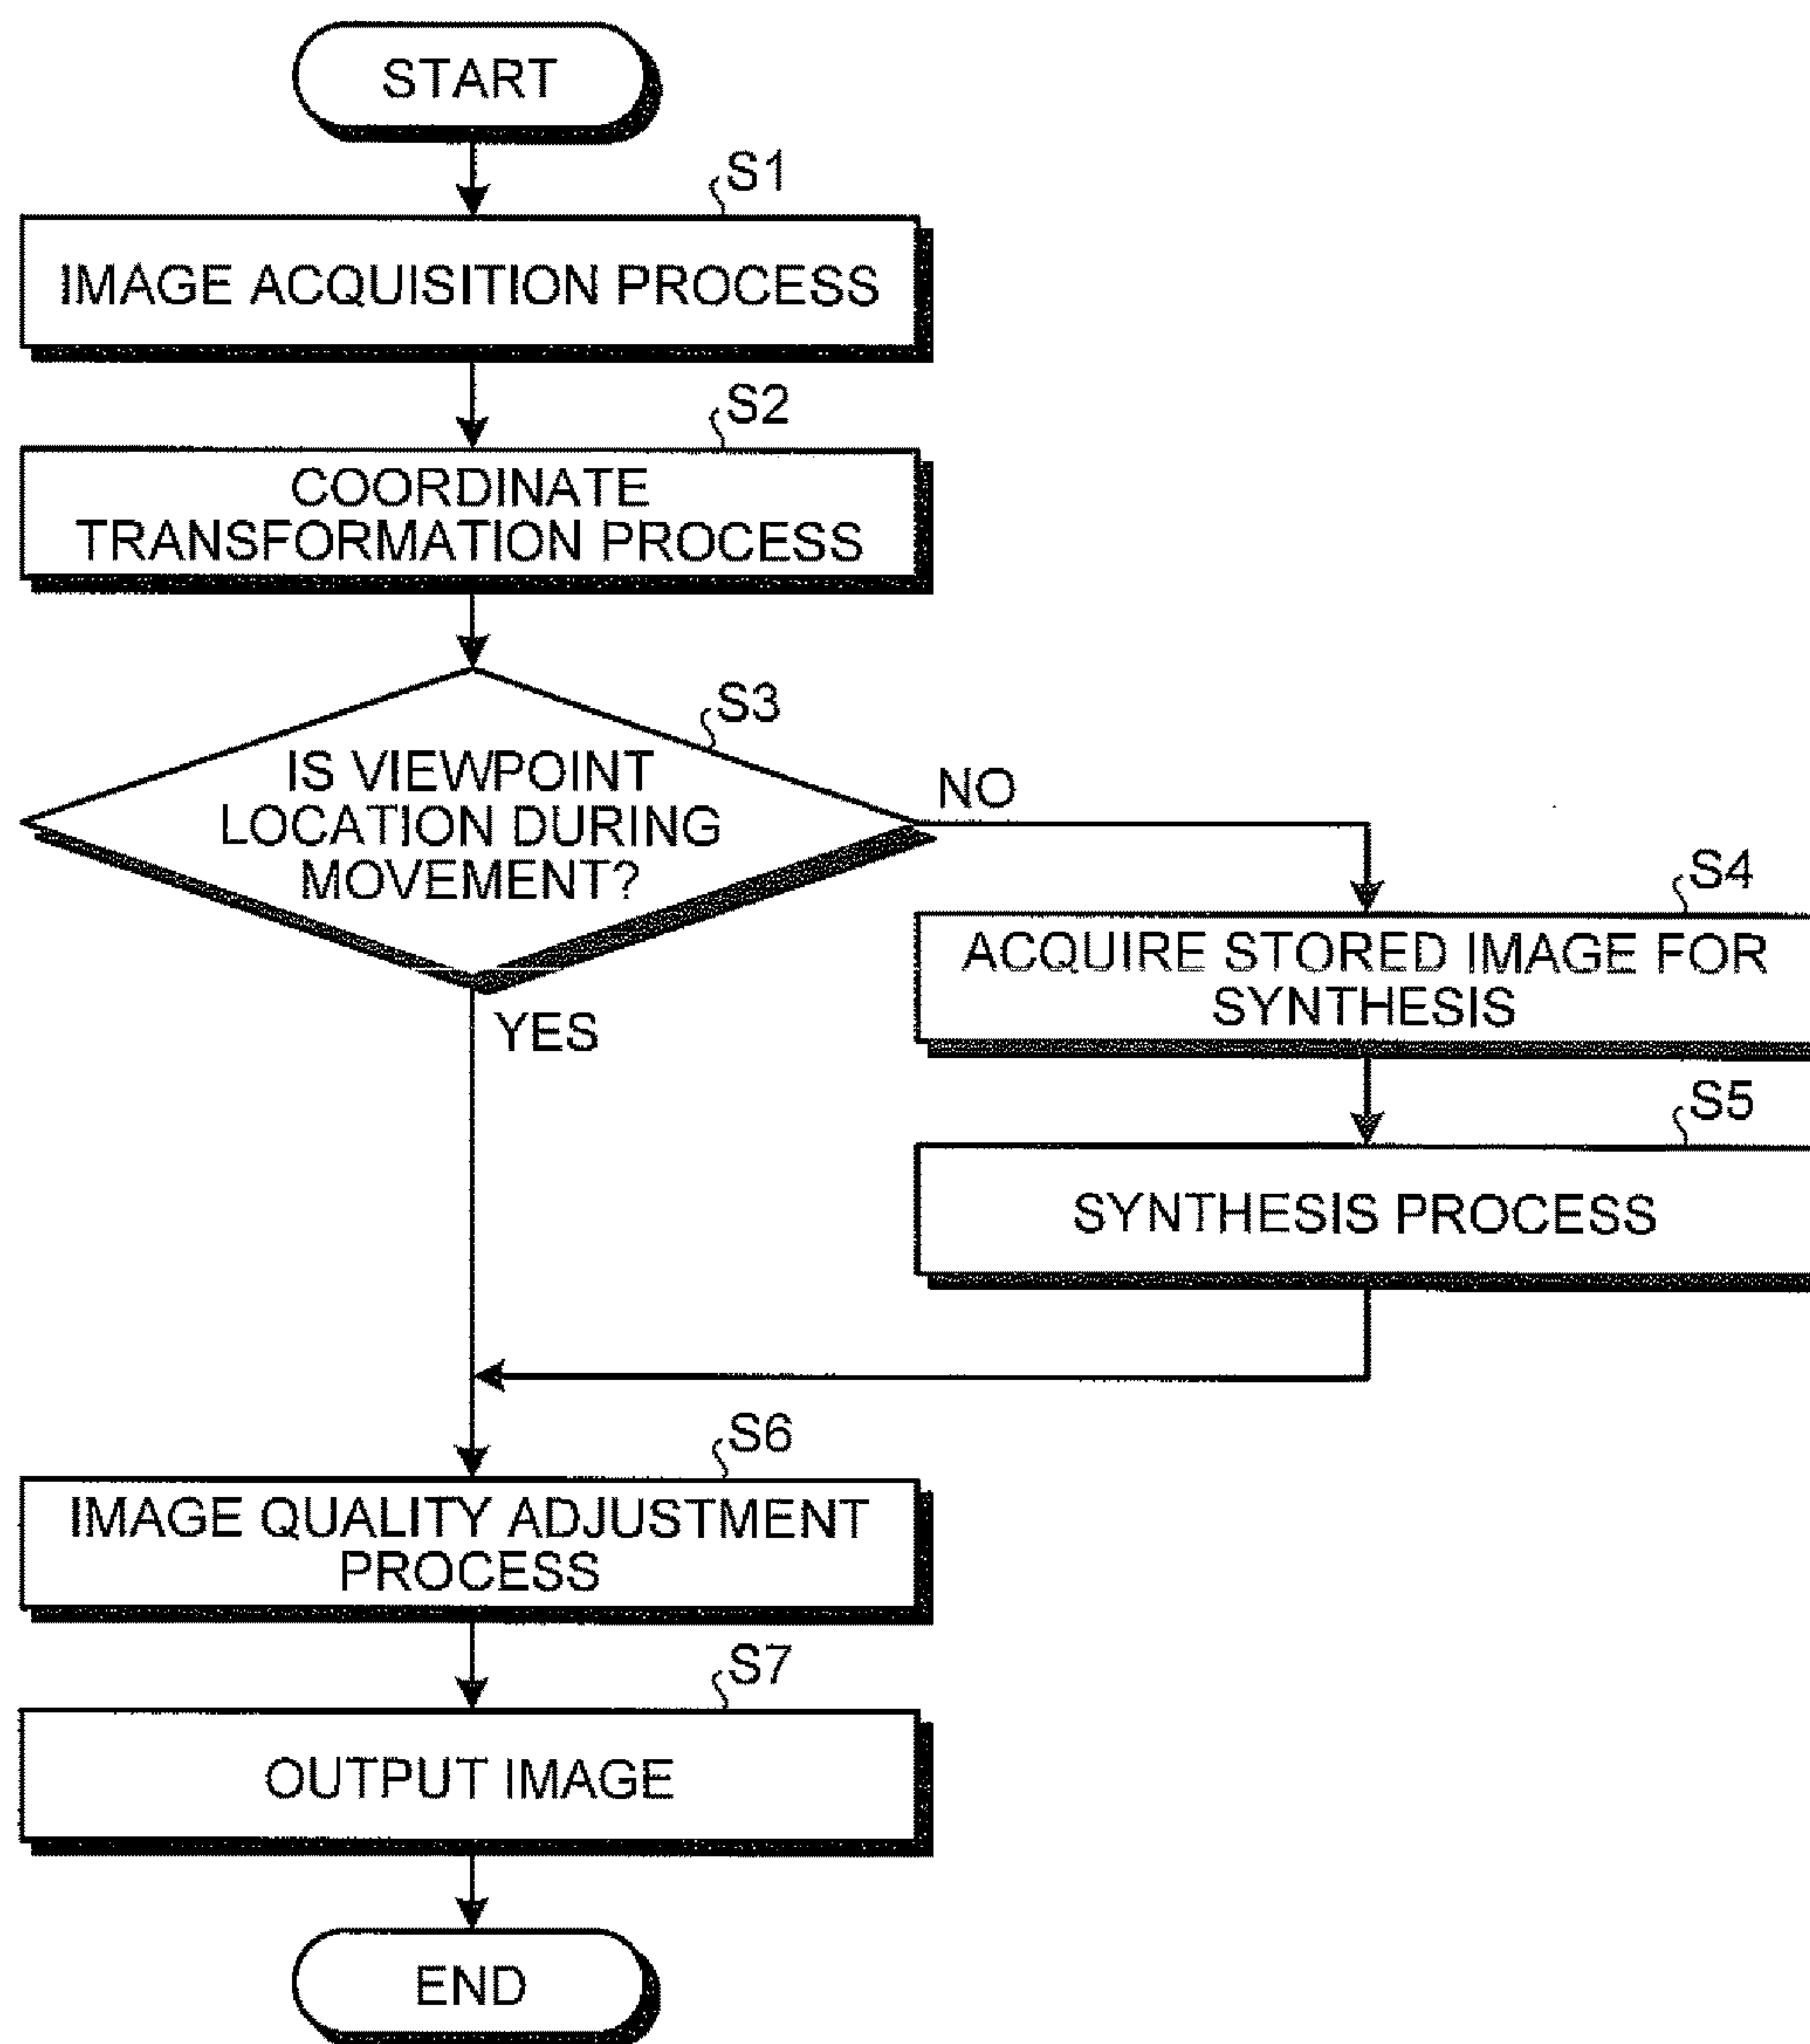 START
S1
IMAGE ACQUISITION PROCESS
S2
COORDINATE
TRANSFORMATION PROCESS
S3
IS VIEWPOINT
LOCATION DURING
MOVEMENT?
NO
YES
S4
ACQUIRE STORED IMAGE FOR
SYNTHESIS
S5
SYNTHESIS PROCESS
S6
IMAGE QUALITY ADJUSTMENT
PROCESS
S7
OUTPUT IMAGE
END